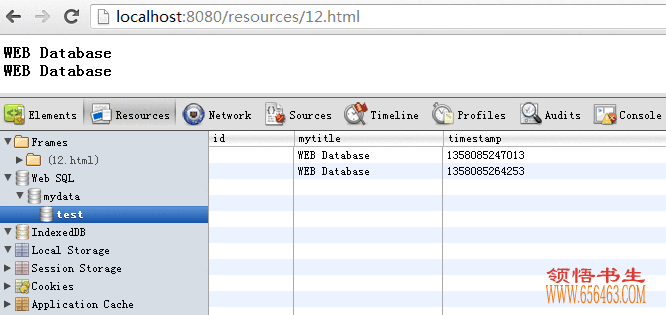 localhost:8080/resources/12.html
WEB Database
WEB Database
Elements Resources Network Sources Timeline Profiles Audits Console
Frames
(12.html)
Web SQL
mydata
test
IndexedDB
Local Storage
Session Storage
Cookies
Application Cache
id mytitle timestamp
WEB Database 1358085247013
WEB Database 1358085264253
领悟书生
WWW.656463.COM